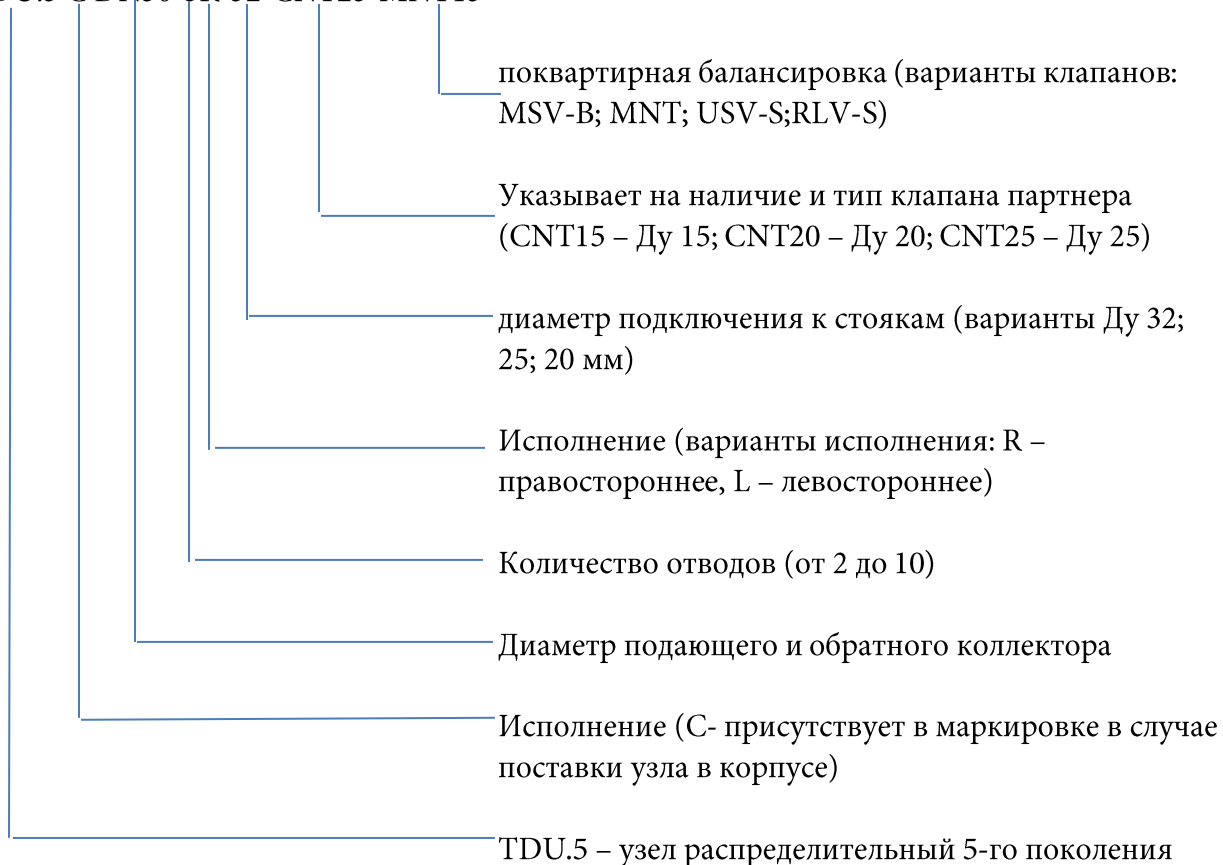 поквартирная балансировка (варианты клапанов:
MSV-B; MNT; USV-S;RLV-S)
Указывает на наличие и тип клапана партнера
(CNT15 – Ду 15; CNT20 – Ду 20; CNT25 – Ду 25)
диаметр подключения к стоякам (варианты Ду 32;
25; 20 мм)
Исполнение (варианты исполнения: R –
правостороннее, L – левостороннее)
Количество отводов (от 2 до 10)
Диаметр подающего и обратного коллектора
Исполнение (С- присутствует в маркировке в случае
поставки узла в корпусе)
TDU.5 – узел распределительный 5-го поколения